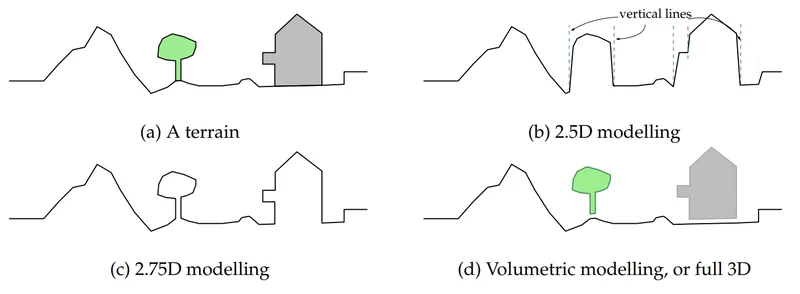 vertical lines
(a) A terrain
(b) 2.5D modelling
(c) 2.75D modelling
(d) Volumetric modelling, or full 3D